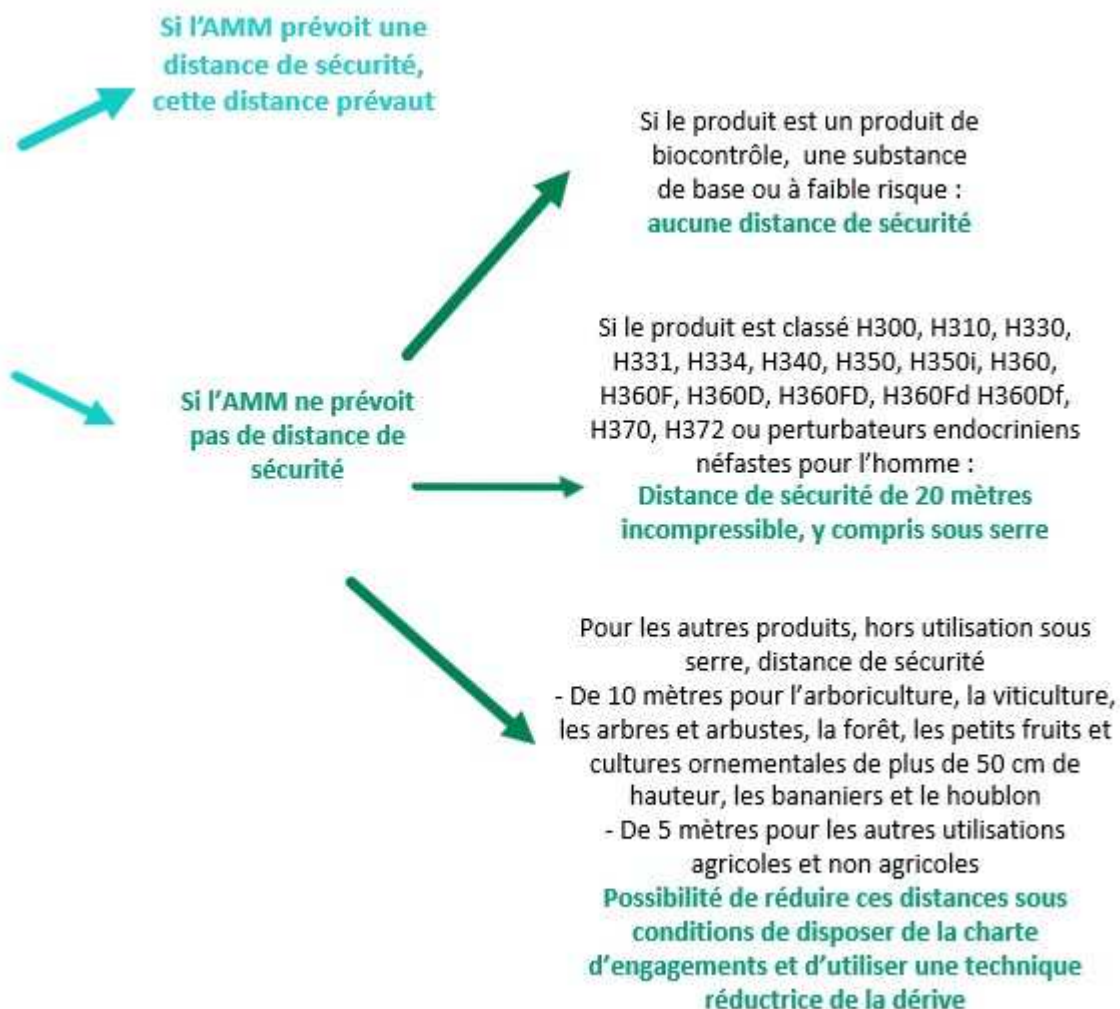 Si l'AMM prévoit une
distance de sécurité,
cette distance prévaut
Si le produit est un produit de
biocontrôle, une substance
de base ou à faible risque :
aucune distance de sécurité
Si l'AMM ne prévoit
pas de distance de
sécurité
Si le produit est classé H300, H310, H330,
H331, H334, H340, H350, H350i, H360,
H360F, H360D, H360FD, H360Fd H360Df,
H370, H372 ou perturbateurs endocriniens
néfastes pour l'homme :
Distance de sécurité de 20 mètres
incompressible, y compris sous serre
Pour les autres produits, hors utilisation sous
serre, distance de sécurité
- De 10 mètres pour l'arboriculture, la viticulture,
les arbres et arbustes, la forêt, les petits fruits et
cultures ornementales de plus de 50 cm de
hauteur, les bananiers et le houblon
- De 5 mètres pour les autres utilisations
agricoles et non agricoles
Possibilité de réduire ces distances sous
conditions de disposer de la charte
d'engagements et d'utiliser une technique
réductrice de la dérive